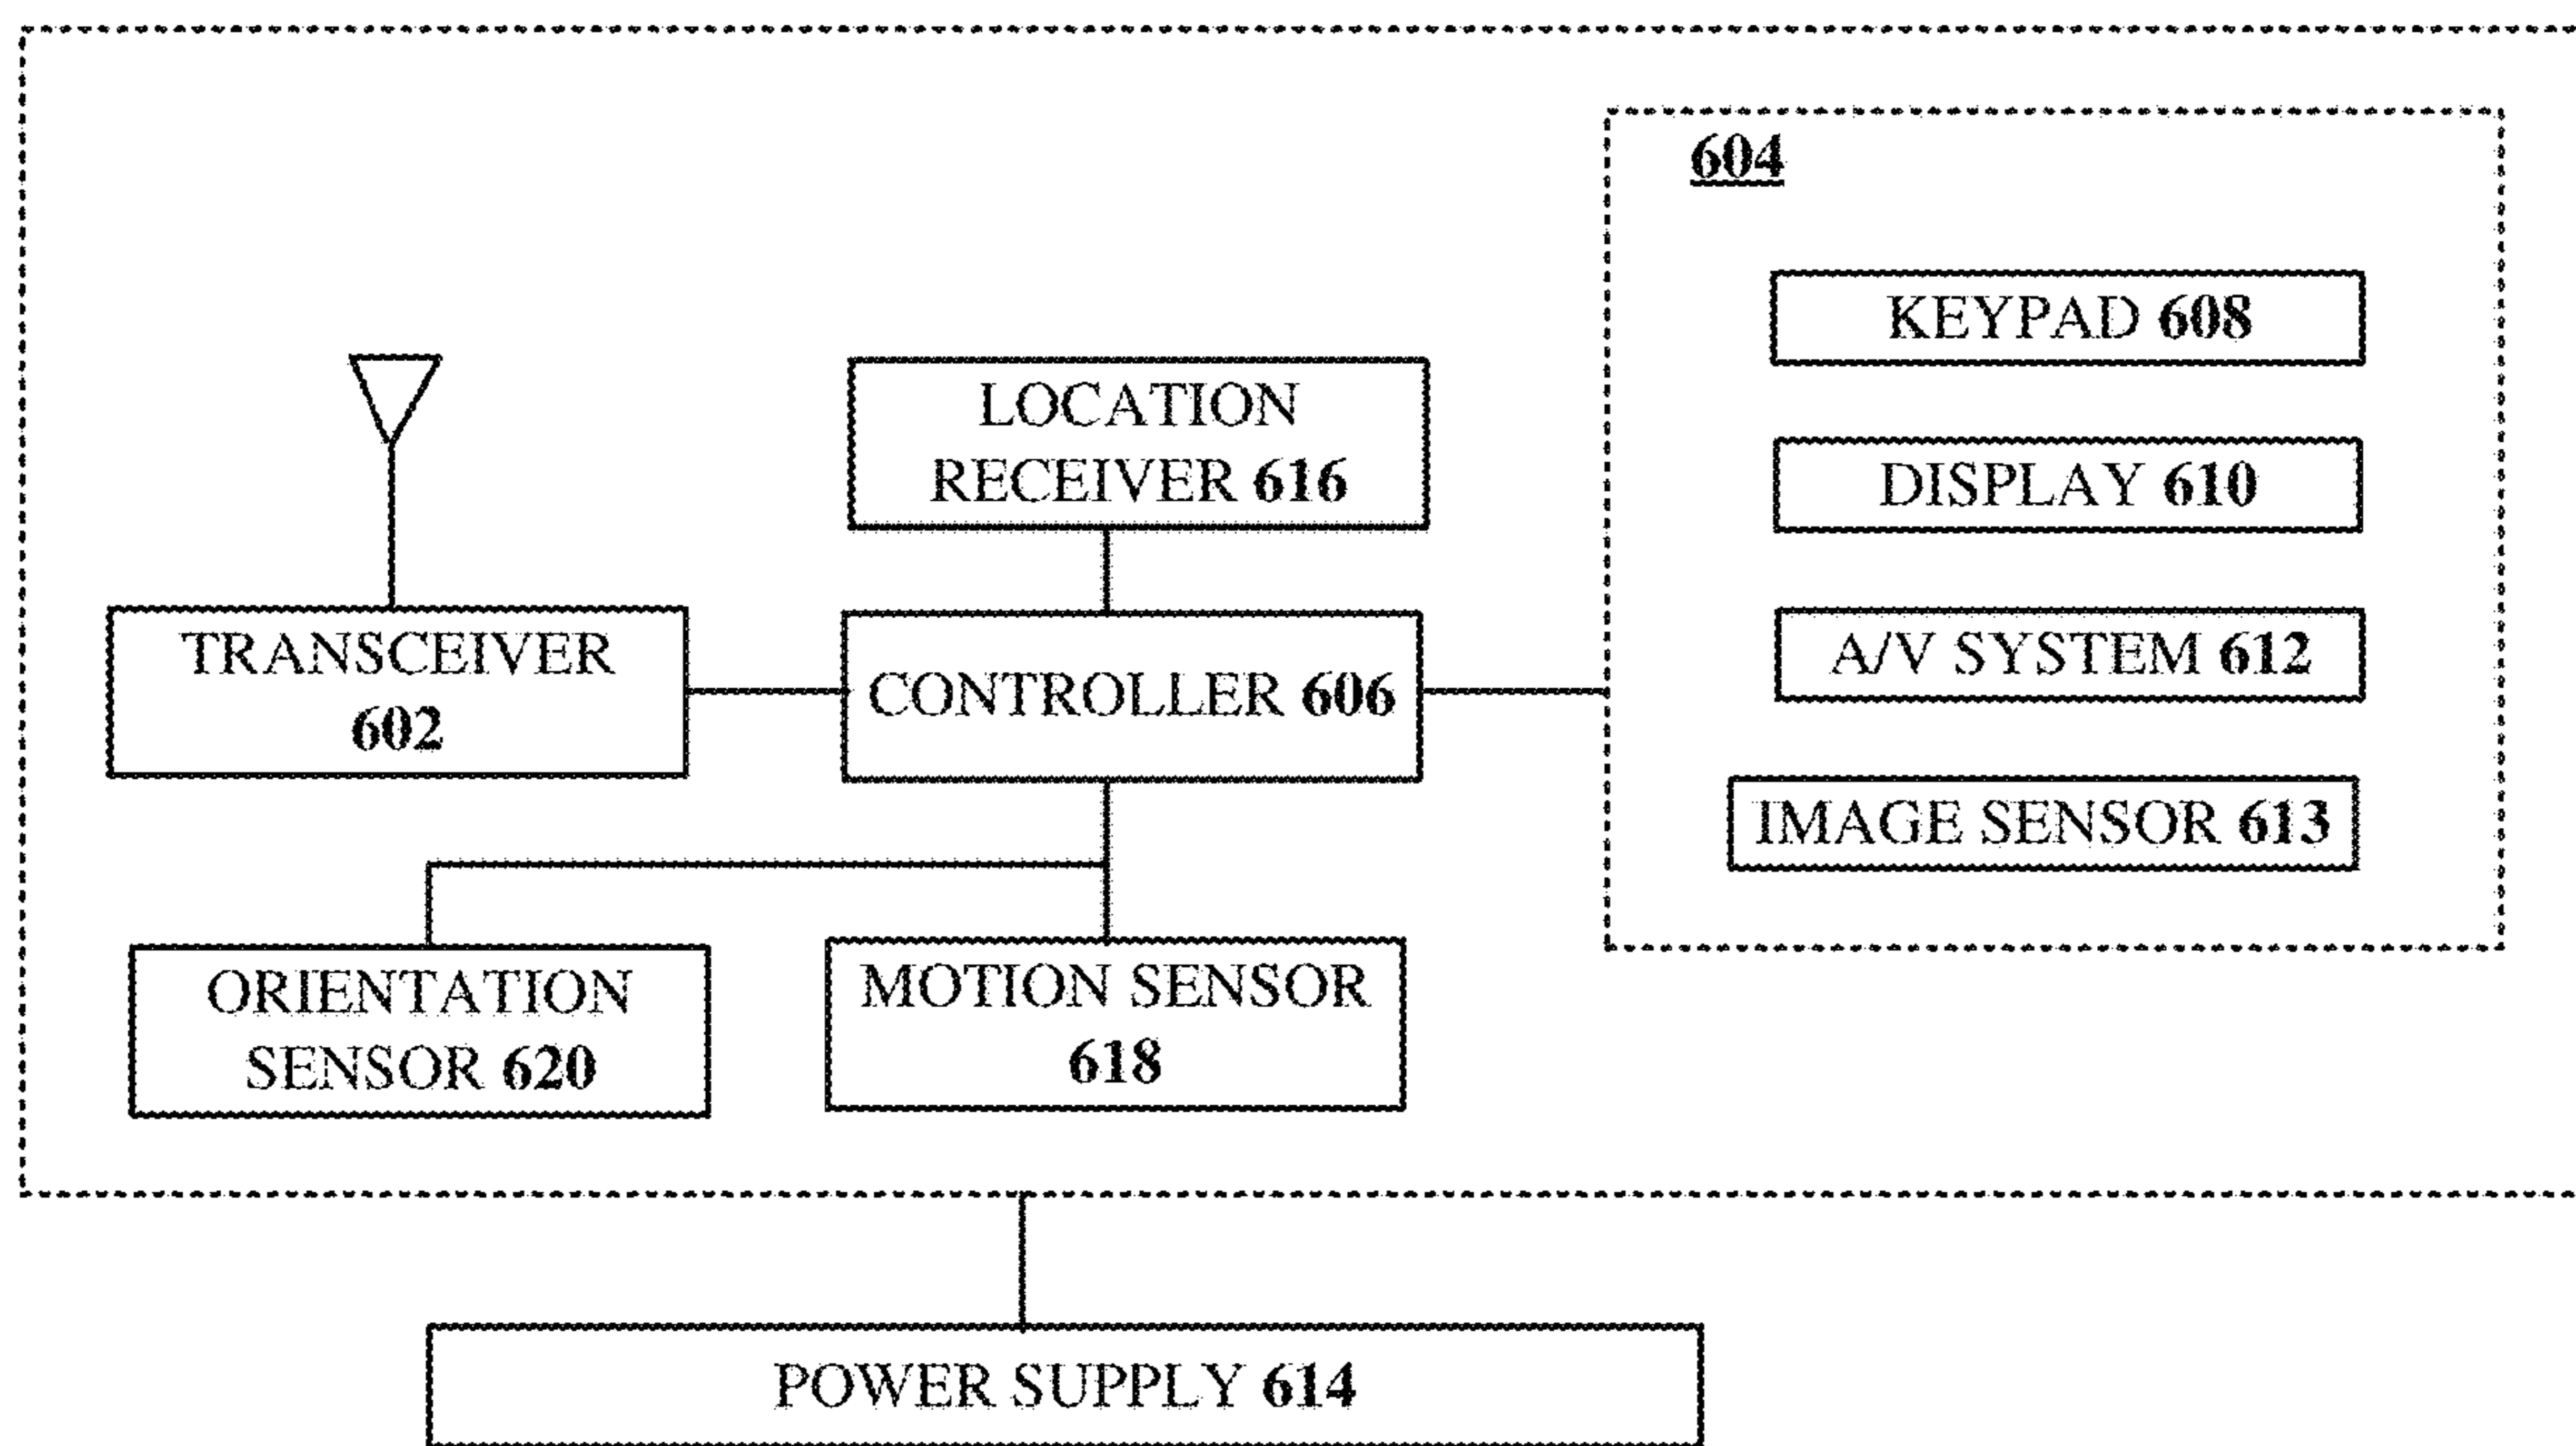 604
KEYPAD 608
DISPLAY 610
A/V SYSTEM 612
IMAGE SENSOR 613
LOCATION
RECEIVER 616
TRANSCEIVER
602
CONTROLLER 606
ORIENTATION
SENSOR 620
MOTION SENSOR
618
POWER SUPPLY 614